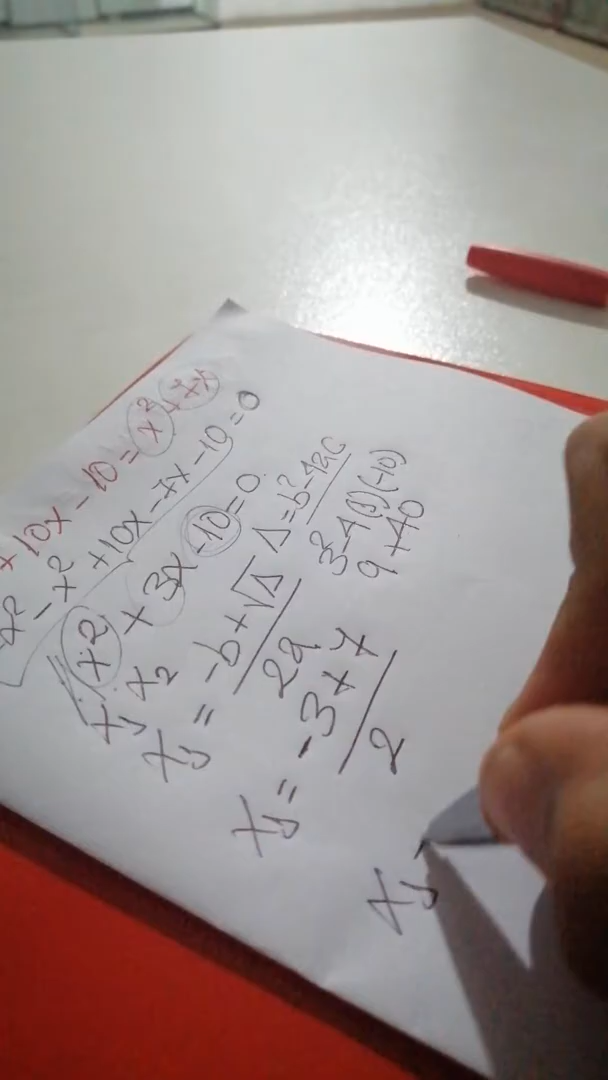 +10x-10=x²+7x
x²-x²+10x-7x-10=0
x2+3x-10=0
x₁ x₂
Δ=b²-4ac
x₁=-b+√Δ/2a
3²-4(1)(-10)
9+40
x₁=-3+7/2
x₁